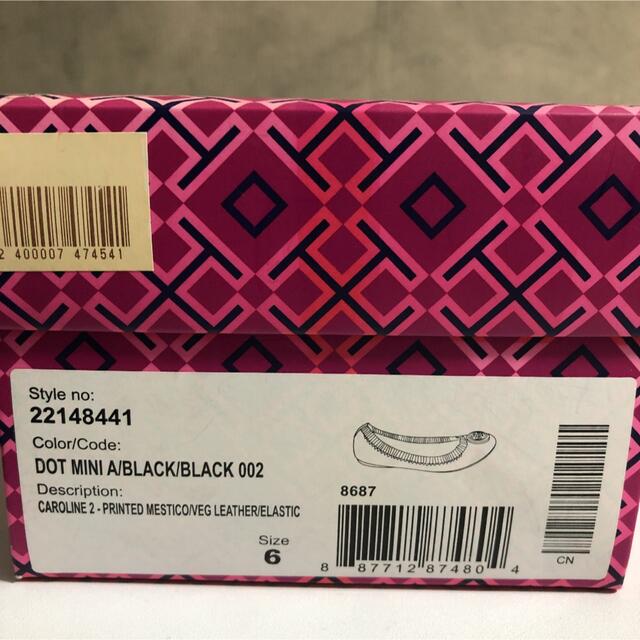 2 400007 474541
Style no:
22148441
Color/Code:
DOT MINI A/BLACK/BLACK 002
Description:
CAROLINE 2 - PRINTED MESTICO/VEG LEATHER/ELASTIC
Size
6
8687
8 87712 87480 4
CN